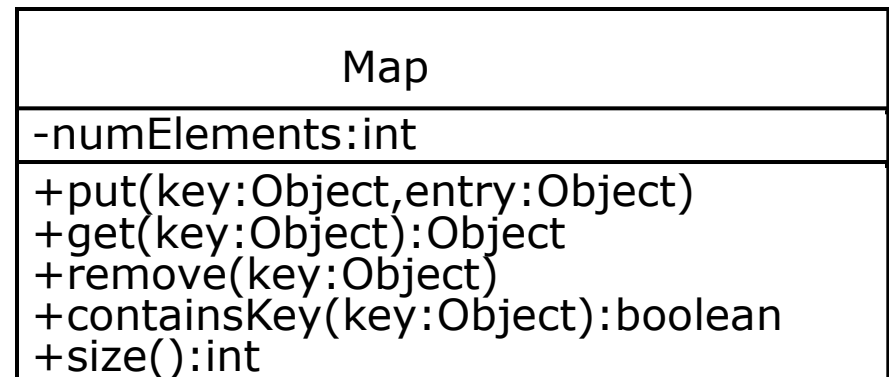 Map
-numElements:int
+put(key:Object,entry:Object)
+get(key:Object):Object
+remove(key:Object)
+containsKey(key:Object):boolean
+size():int